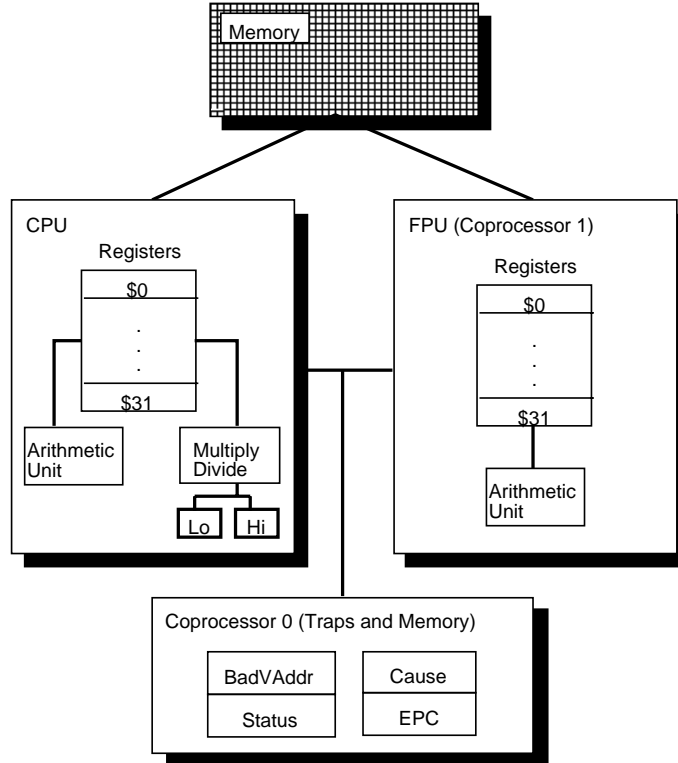 Memory
CPU
Registers
$0
.
.
.
$31
Arithmetic
Unit
Multiply
Divide
Lo
Hi
FPU (Coprocessor 1)
Registers
$0
.
.
.
$31
Arithmetic
Unit
Coprocessor 0 (Traps and Memory)
BadVAddr
Status
Cause
EPC